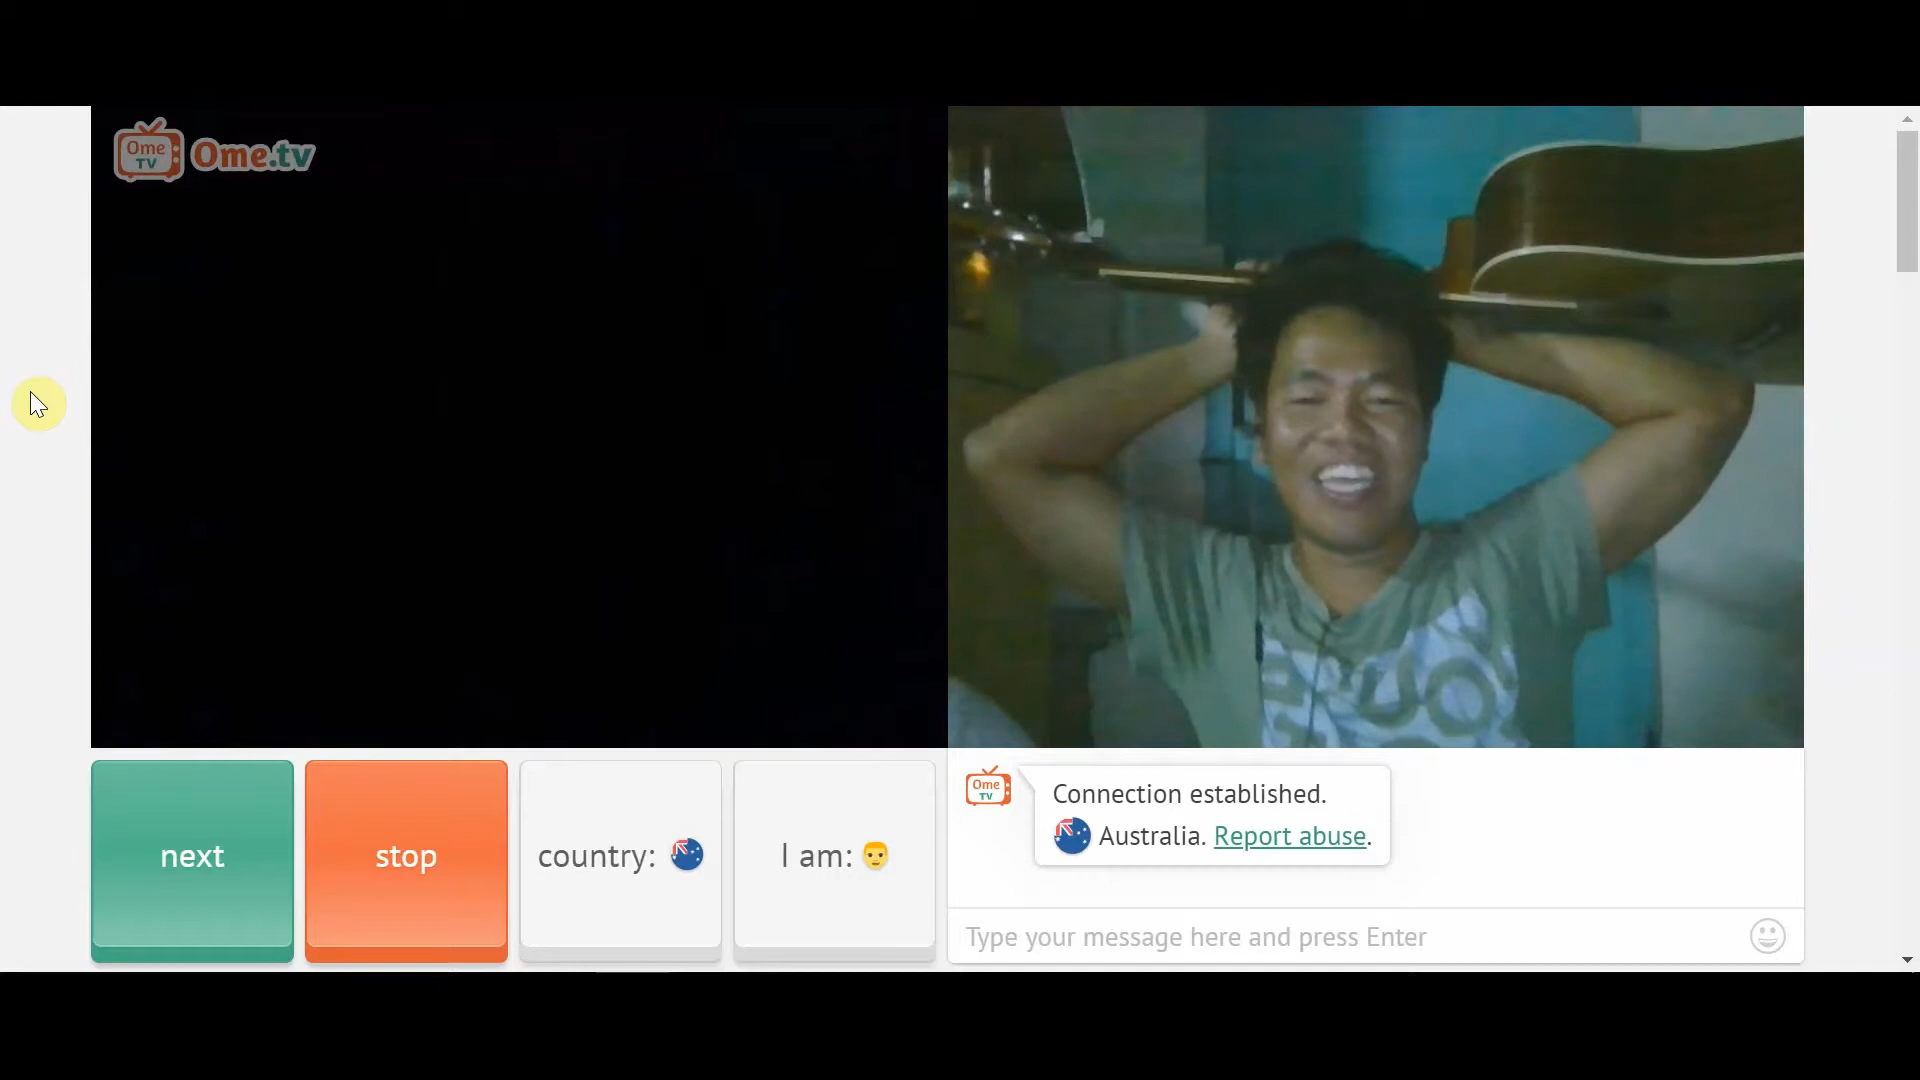 Ome
TV
Ome.tv
next
stop
country:
I am:
Ome
TV
Connection established.
Australia. Report abuse.
Type your message here and press Enter